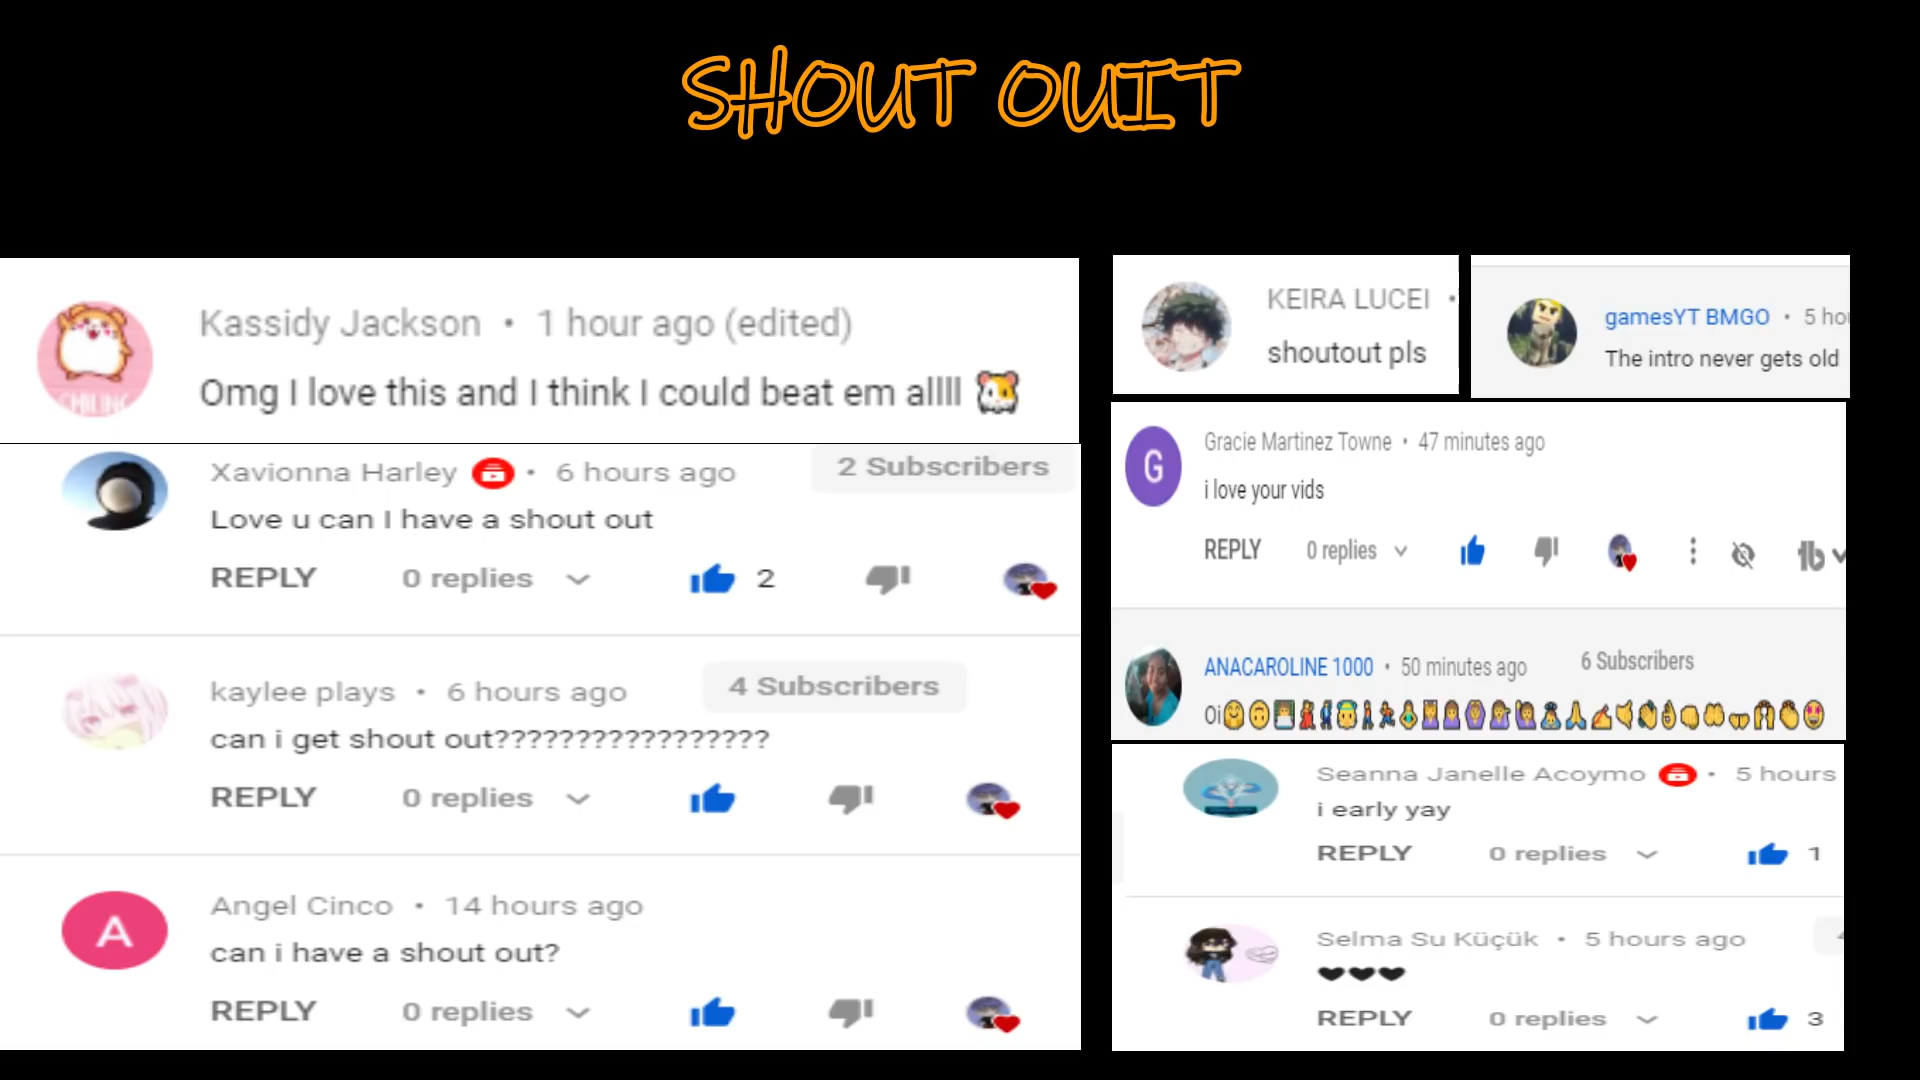 SHOUT OUIT
Kassidy Jackson • 1 hour ago (edited)
Omg I love this and I think I could beat em allll 🐹
Xavionna Harley • 6 hours ago
2 Subscribers
Love u can I have a shout out
REPLY 0 replies 2
kaylee plays • 6 hours ago
4 Subscribers
can i get shout out?????????????????
REPLY 0 replies
A
Angel Cinco • 14 hours ago
can i have a shout out?
REPLY 0 replies
KEIRA LUCEI •
shoutout pls
gamesYT BMGO • 5 ho
The intro never gets old
G
Gracie Martinez Towne • 47 minutes ago
i love your vids
REPLY 0 replies
ANACAROLINE 1000 • 50 minutes ago
6 Subscribers
Oi
Seanna Janelle Acoymo • 5 hours
i early yay
REPLY 0 replies 1
Selma Su Küçük • 5 hours ago
🖤🖤🖤
REPLY 0 replies 3